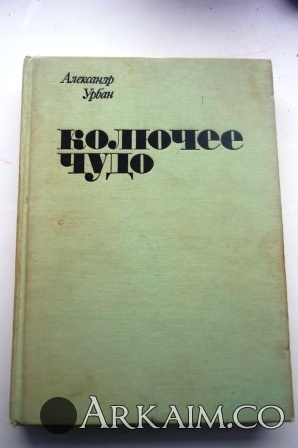 Александр
Урбан
колючее
чудо
ARKAIM.CO